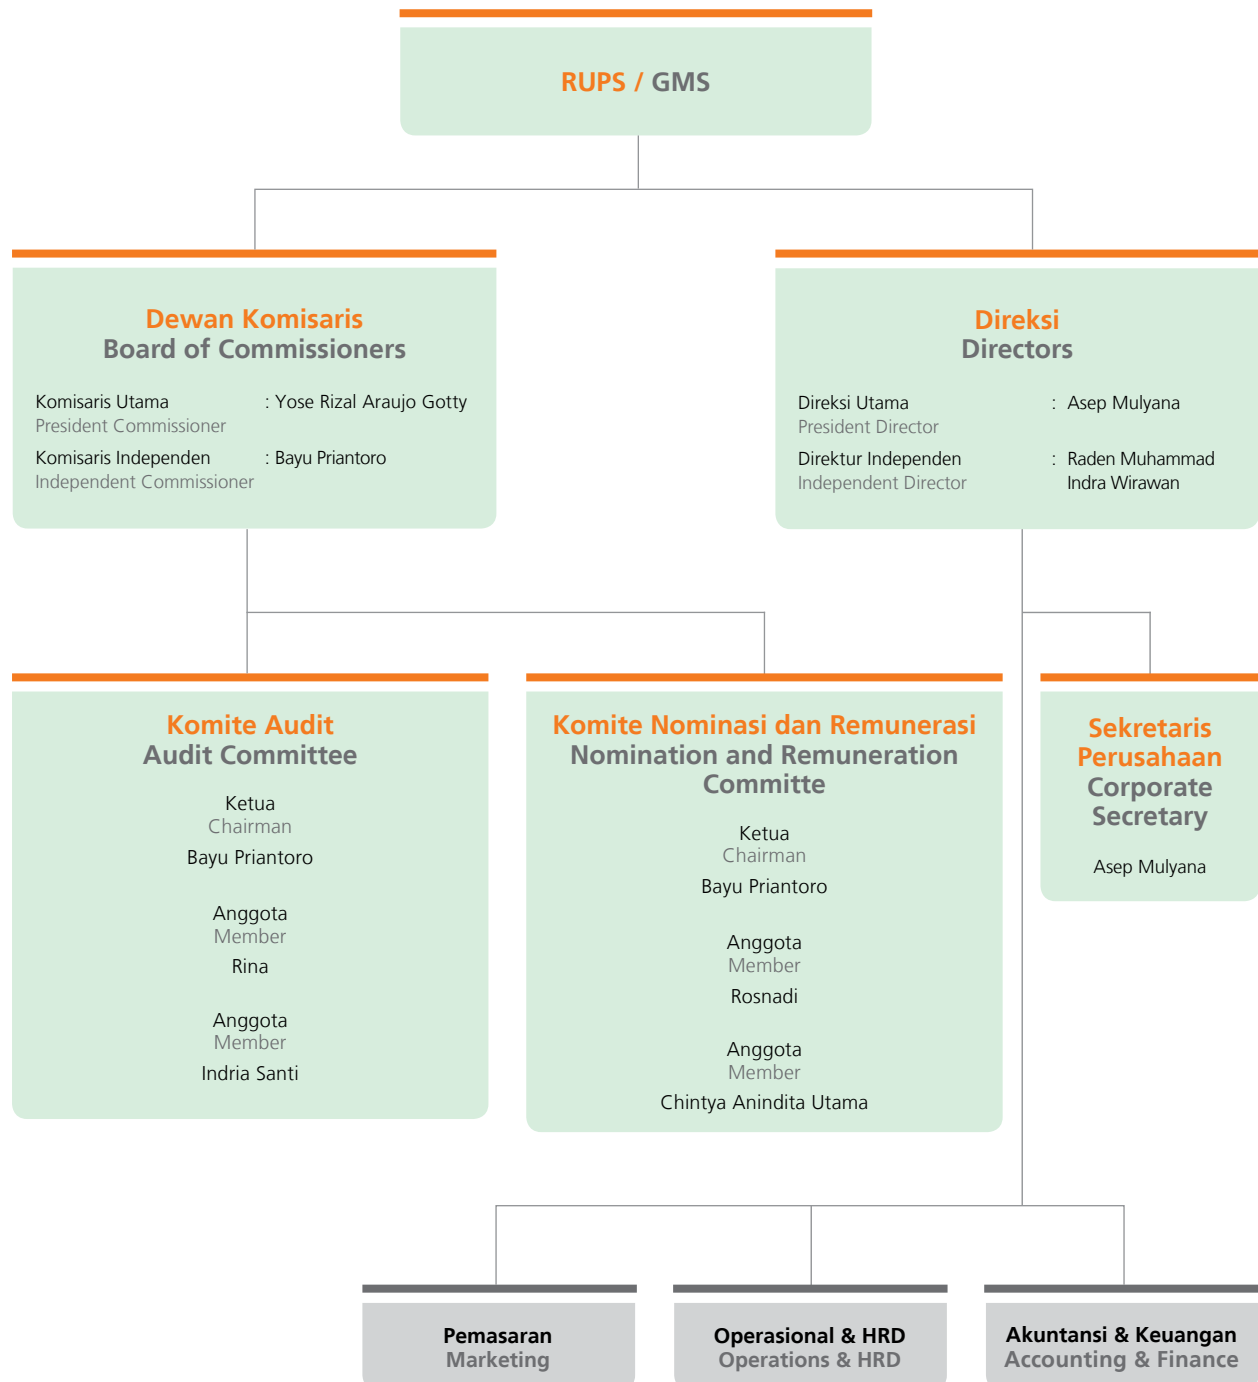 RUPS / GMS
Dewan Komisaris
Board of Commissioners
Komisaris Utama : Yose Rizal Araujo Gotty
President Commissioner
Komisaris Independen : Bayu Priantoro
Independent Commissioner
Direksi
Directors
Direksi Utama : Asep Mulyana
President Director
Direktur Independen : Raden Muhammad
Independent Director Indra Wirawan
Komite Audit
Audit Committee
Ketua
Chairman
Bayu Priantoro
Anggota
Member
Rina
Anggota
Member
Indria Santi
Komite Nominasi dan Remunerasi
Nomination and Remuneration
Committe
Ketua
Chairman
Bayu Priantoro
Anggota
Member
Rosnadi
Anggota
Member
Chintya Anindita Utama
Sekretaris
Perusahaan
Corporate
Secretary
Asep Mulyana
Pemasaran
Marketing
Operasional & HRD
Operations & HRD
Akuntansi & Keuangan
Accounting & Finance